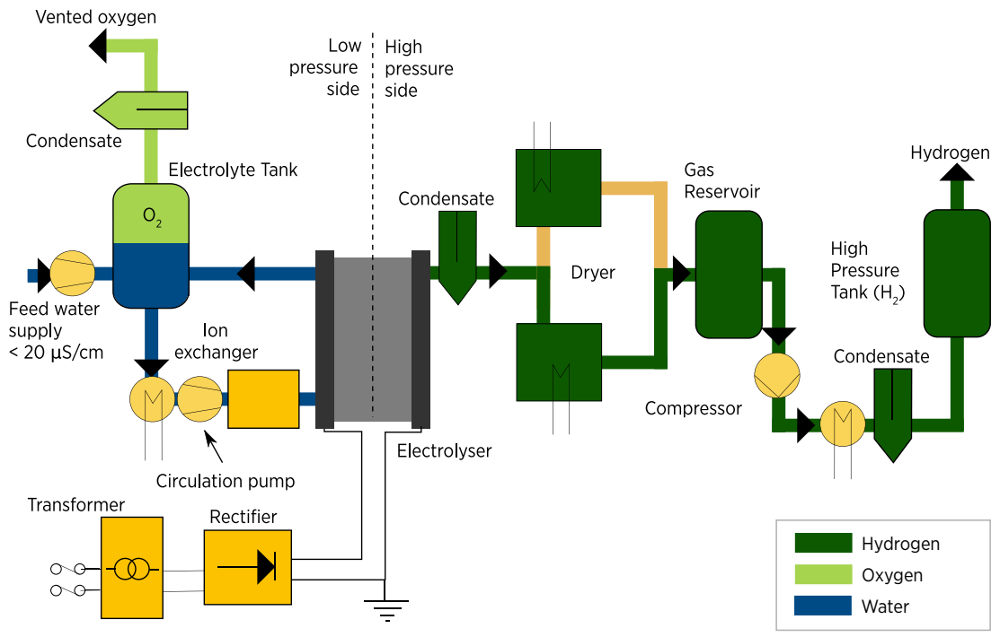 Vented oxygen
Low
pressure
side
High
pressure
side
Condensate
Electrolyte Tank
O₂
Feed water
supply
< 20 µS/cm
Ion
exchanger
Circulation pump
Electrolyser
Transformer
Rectifier
Condensate
Dryer
Gas
Reservoir
Compressor
Hydrogen
High
Pressure
Tank (H₂)
Condensate
Hydrogen
Oxygen
Water